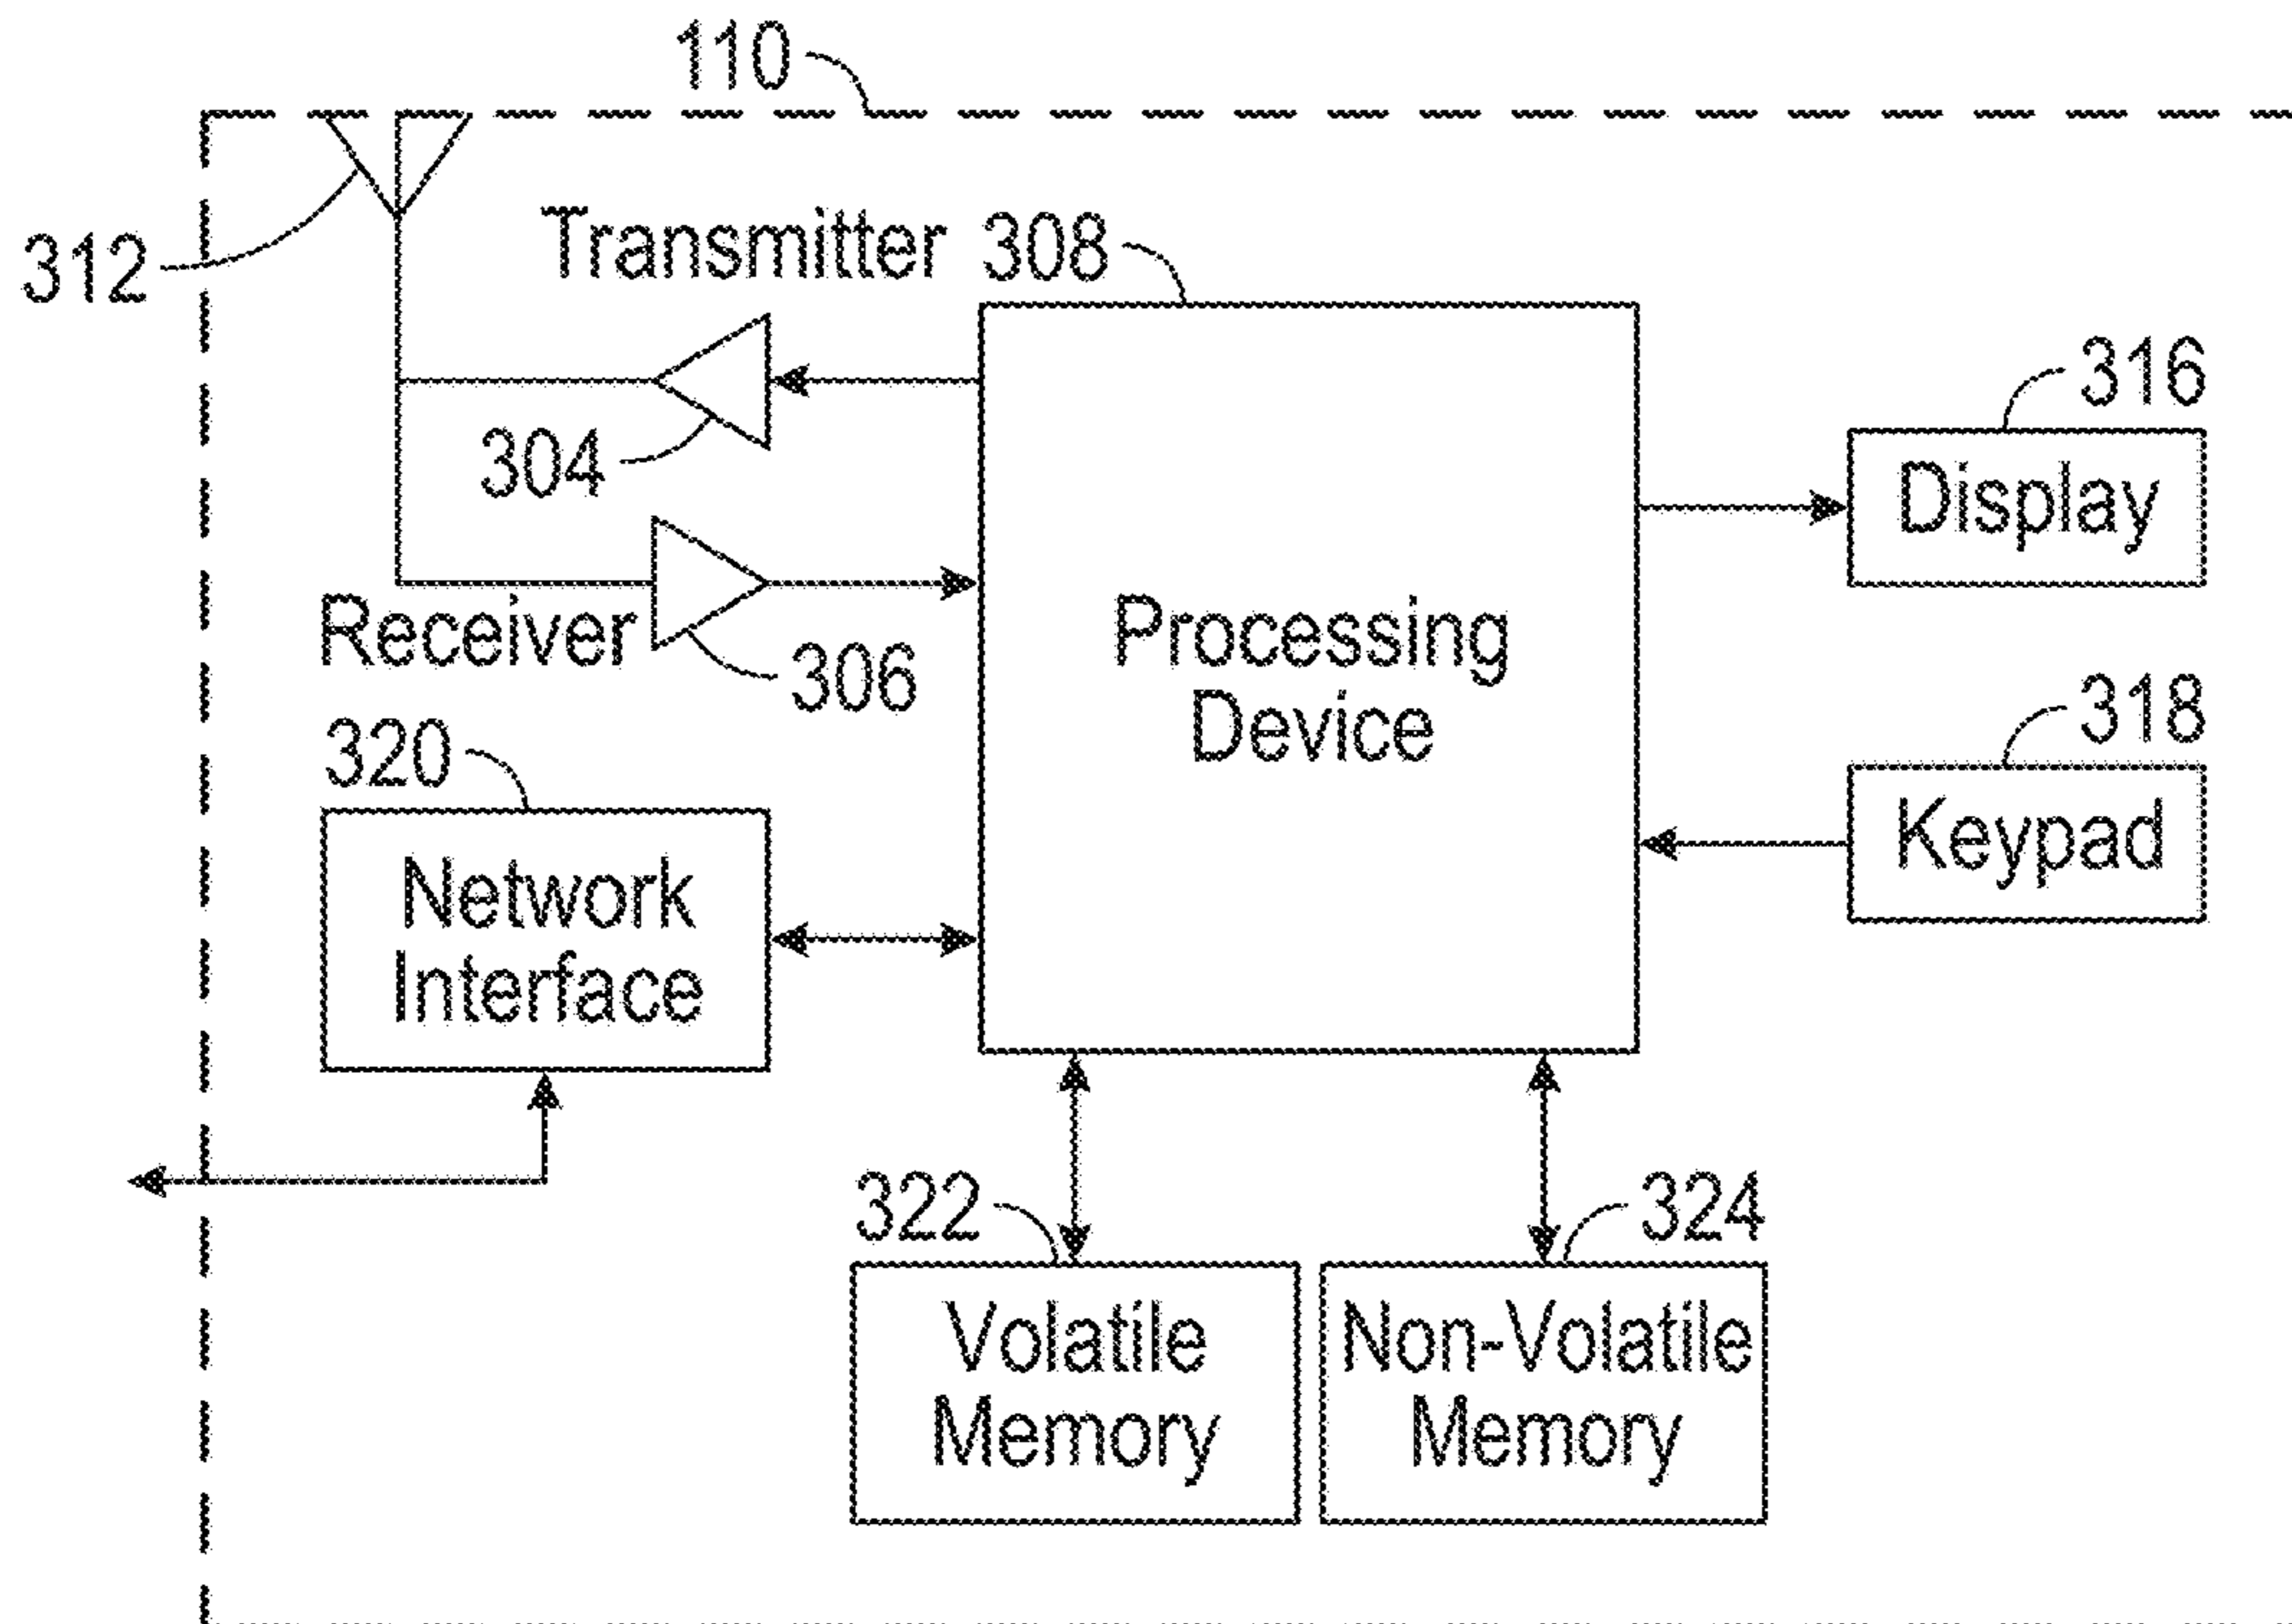 110
312
Transmitter 308
304
316
Display
Receiver
306
Processing
Device
318
Keypad
320
Network
Interface
322
324
Volatile
Memory
Non-Volatile
Memory